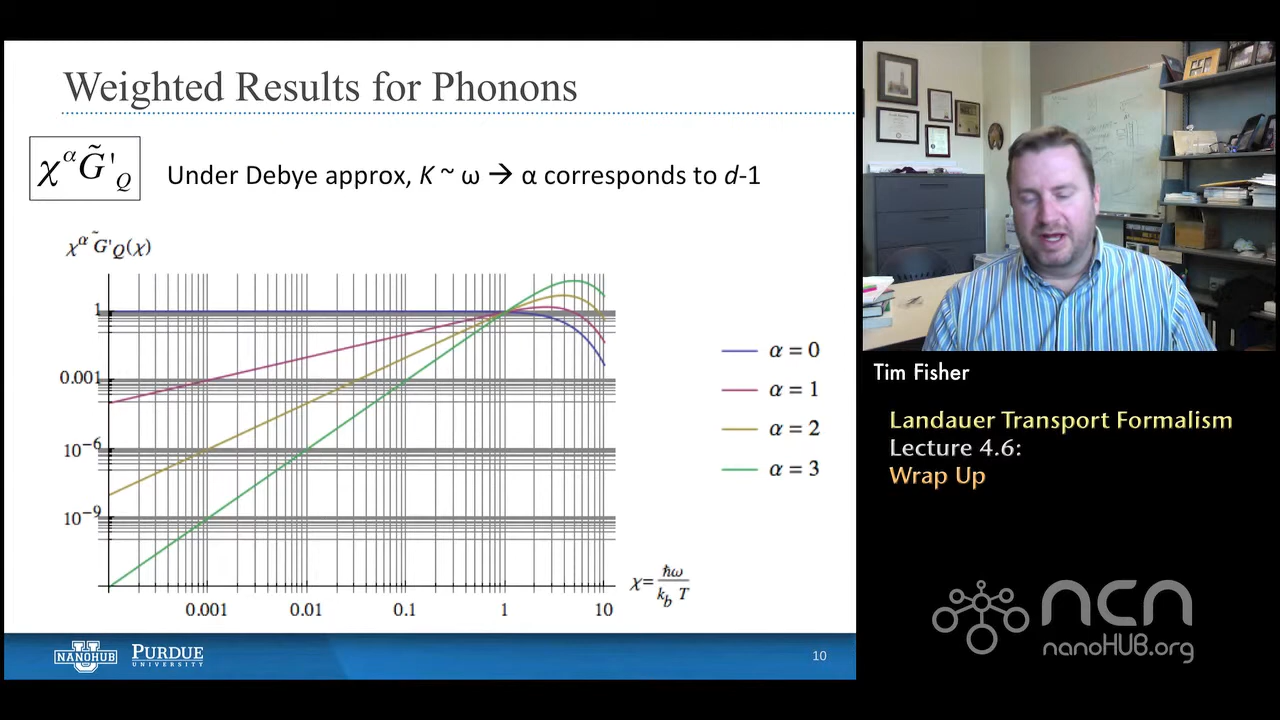 Weighted Results for Phonons
χ^α G̃'_Q
Under Debye approx, K ~ ω → α corresponds to d-1
χ^α G̃'_Q(χ)
1
0.001
10⁻⁶
10⁻⁹
0.001
0.01
0.1
1
10
χ= ħω / k_b T
α = 0
α = 1
α = 2
α = 3
NANOHUB
PURDUE
UNIVERSITY
10
Tim Fisher
Landauer Transport Formalism
Lecture 4.6:
Wrap Up
ncn
nanoHUB.org